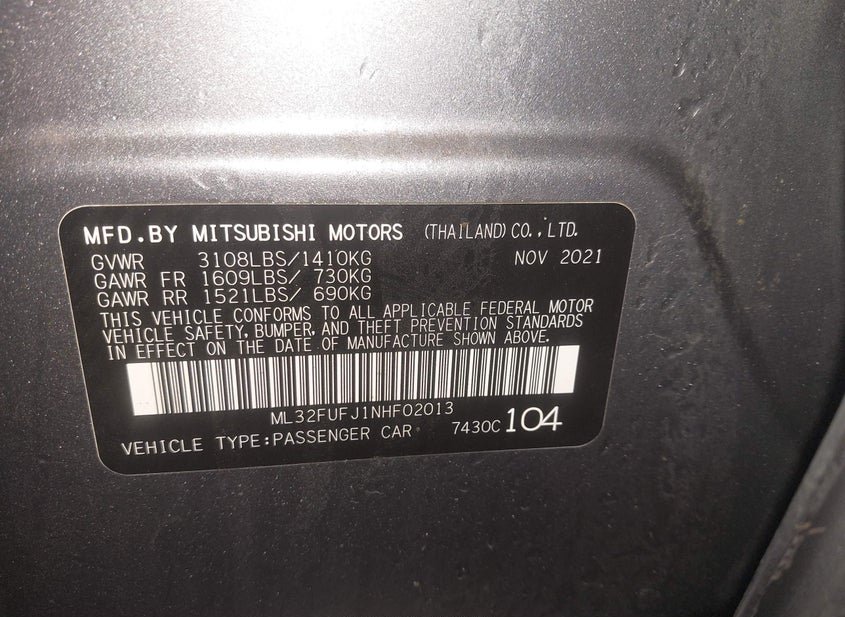 MFD.BY MITSUBISHI MOTORS (THAILAND) CO.,LTD.
GVWR 3108LBS/1410KG NOV 2021
GAWR FR 1609LBS/ 730KG
GAWR RR 1521LBS/ 690KG
THIS VEHICLE CONFORMS TO ALL APPLICABLE FEDERAL MOTOR
VEHICLE SAFETY, BUMPER, AND THEFT PREVENTION STANDARDS
IN EFFECT ON THE DATE OF MANUFACTURE SHOWN ABOVE.
ML32FUFJ1NHF02013
VEHICLE TYPE:PASSENGER CAR 7430C 104